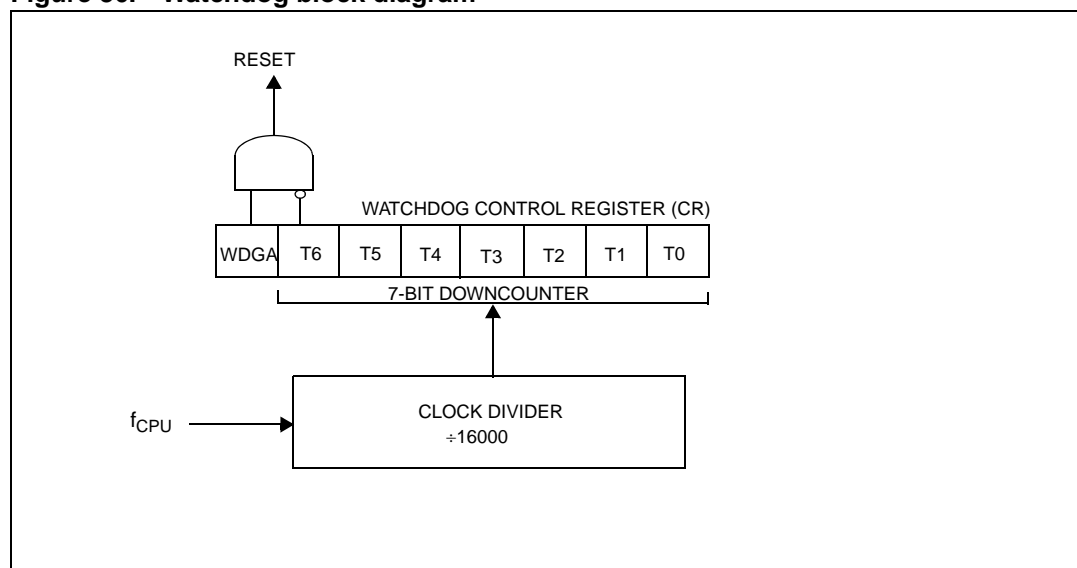 Figure Watchdog block diagram
RESET
WATCHDOG CONTROL REGISTER (CR)
WDGA T6 T5 T4 T3 T2 T1 T0
7-BIT DOWNCOUNTER
fCPU
CLOCK DIVIDER
÷16000